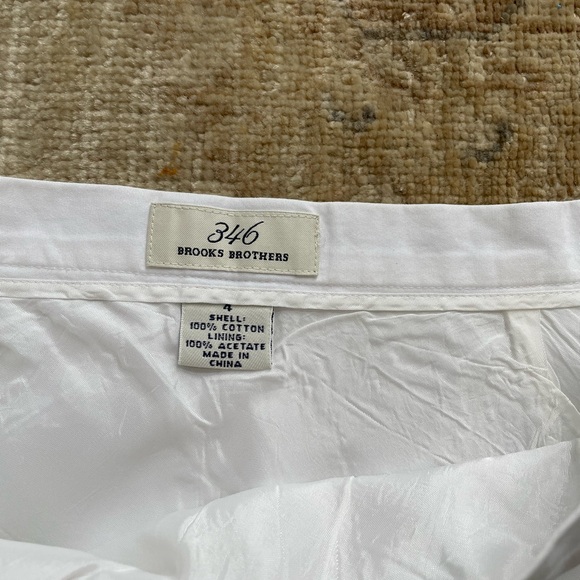 346
BROOKS BROTHERS
4
SHELL:
100% COTTON
LINING:
100% ACETATE
MADE IN
CHINA